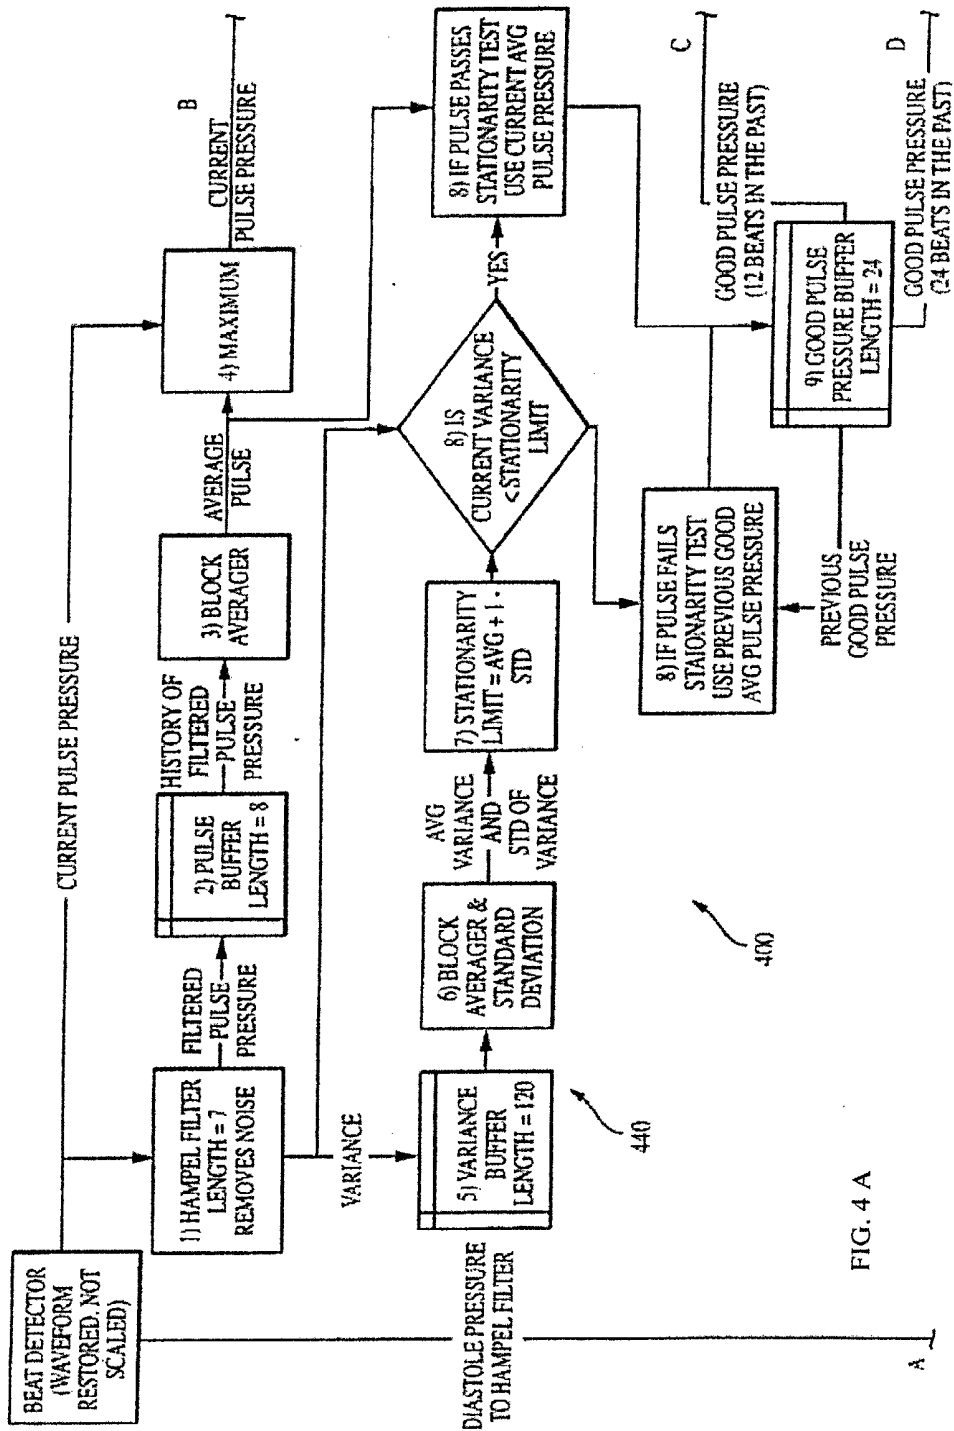 BEAT DETECTOR
(WAVEFORM
RESTORED. NOT
SCALED)
CURRENT PULSE PRESSURE
1) HAMPEL FILTER
LENGTH = 7
REMOVES NOISE
FILTERED
PULSE
PRESSURE
2) PULSE
BUFFER
LENGTH = 8
HISTORY OF
FILTERED
PULSE
PRESSURE
3) BLOCK
AVERAGER
AVERAGE
PULSE
4) MAXIMUM
CURRENT
PULSE PRESSURE
B
VARIANCE
5) VARIANCE
BUFFER
LENGTH = 120
6) BLOCK
AVERAGER &
STANDARD
DEVIATION
AVG
VARIANCE
AND
STD OF
VARIANCE
7) STATIONARITY
LIMIT = AVG + 1.
STD
8) IS
CURRENT VARIANCE
<STATIONARITY
LIMIT
YES
8) IF PULSE PASSES
STATIONARITY TEST
USE CURRENT AVG
PULSE PRESSURE
DIASTOLE PRESSURE
TO HAMPEL FILTER
440
400
8) IF PULSE FAILS
STAIONARITY TEST
USE PREVIOUS GOOD
AVG PULSE PRESSURE
PREVIOUS
GOOD PULSE
PRESSURE
9) GOOD PULSE
PRESSURE BUFFER
LENGTH = 24
GOOD PULSE PRESSURE
(12 BEATS IN THE PAST)
C
GOOD PULSE PRESSURE
(24 BEATS IN THE PAST)
D
A
FIG. 4 A